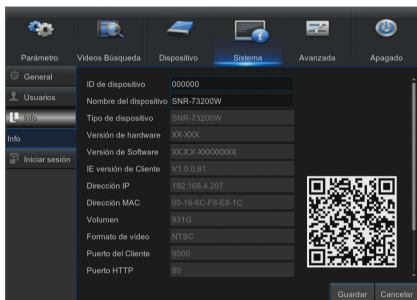 Parámetro Vídeos Búsqueda Dispositivo Sistema Avanzada Apagado
General
Usuarios
Info
Info
Iniciar sesión
ID de dispositivo 000000
Nombre del dispositivo SNR-73200W
Tipo de dispositivo SNR-73200W
Versión de hardware XX-XXX
Versión de Software XX.X.X-XXXXXXXX
IE versión de Cliente V1.0.0.81
Dirección IP 192.168.4.207
Dirección MAC 00-16-6C-F8-E8-1C
Volumen 931G
Formato de vídeo NTSC
Puerto del Cliente 9000
Puerto HTTP 80
Guardar Cancelar